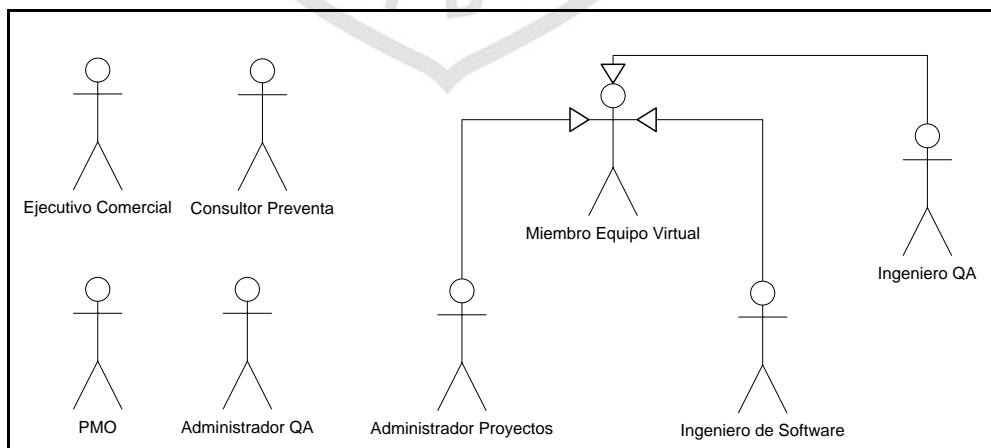 Ejecutivo Comercial
Consultor Preventa
Miembro Equipo Virtual
Ingeniero QA
PMO
Administrador QA
Administrador Proyectos
Ingeniero de Software